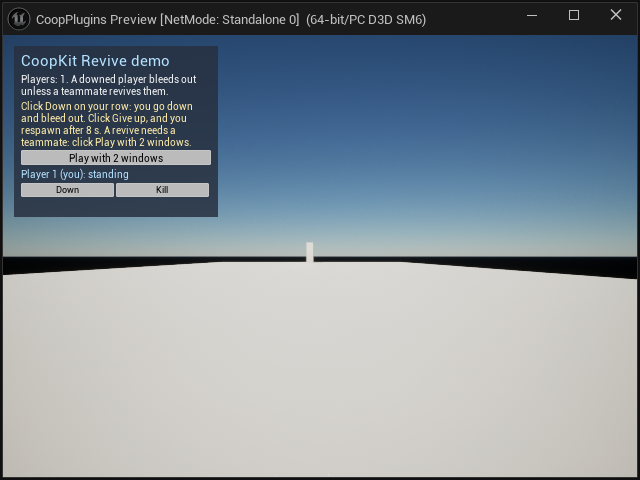 CoopPlugins Preview [NetMode: Standalone 0]  (64-bit/PC D3D SM6)
CoopKit Revive demo
Players: 1. A downed player bleeds out
unless a teammate revives them.
Click Down on your row: you go down
and bleed out. Click Give up, and you
respawn after 8 s. A revive needs a
teammate: click Play with 2 windows.
Play with 2 windows
Player 1 (you): standing
Down Kill